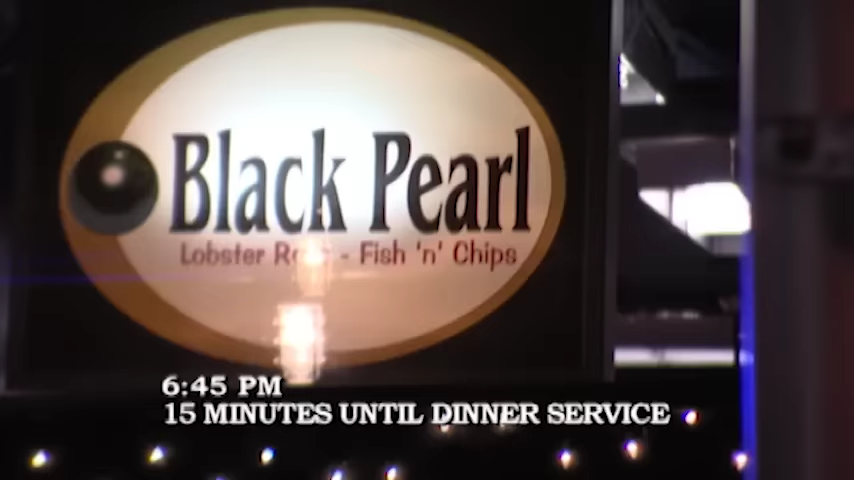 Black Pearl
Lobster - Fish 'n' Chips
6:45 PM
15 MINUTES UNTIL DINNER SERVICE